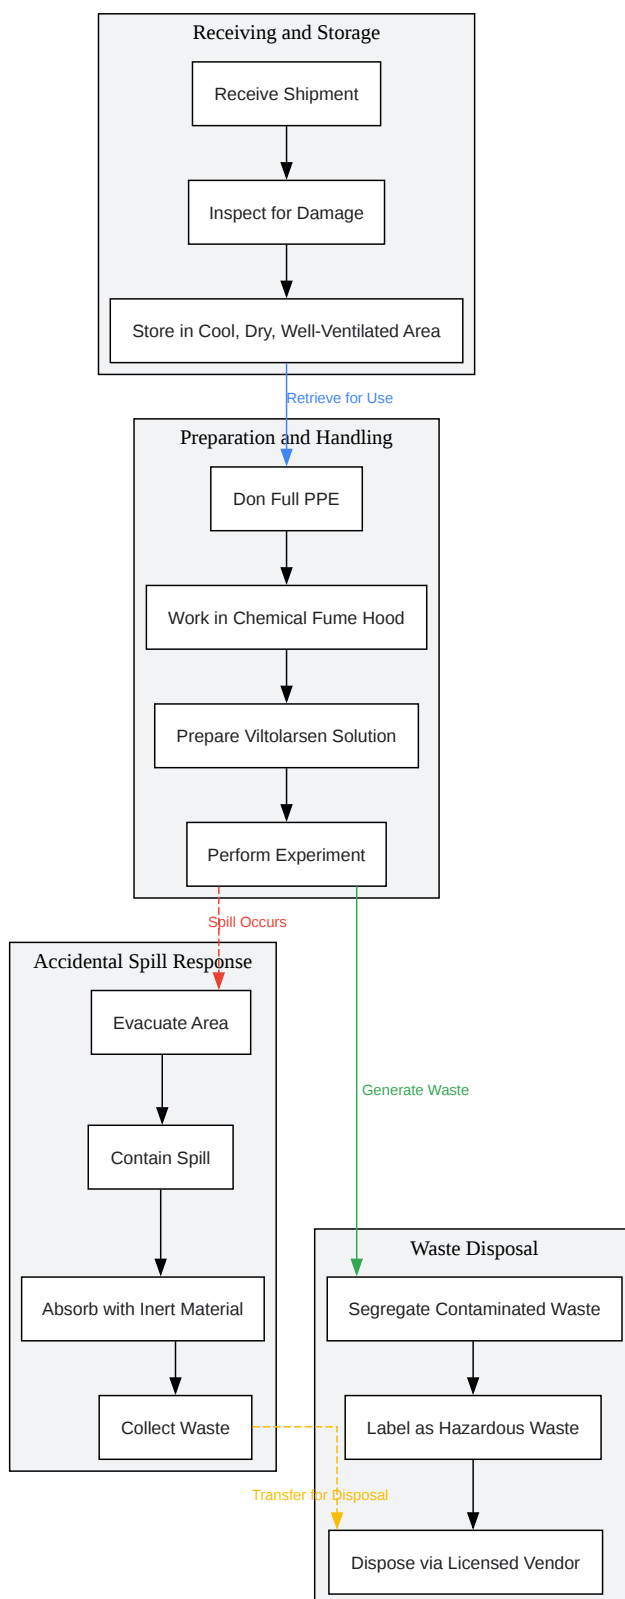 Receiving and Storage
Receive Shipment
Inspect for Damage
Store in Cool, Dry, Well-Ventilated Area
Retrieve for Use
Preparation and Handling
Don Full PPE
Work in Chemical Fume Hood
Prepare Viltolarsen Solution
Perform Experiment
Spill Occurs
Accidental Spill Response
Evacuate Area
Generate Waste
Contain Spill
Waste Disposal
Absorb with Inert Material
Segregate Contaminated Waste
Collect Waste
Label as Hazardous Waste
Transfer for Disposal
Dispose via Licensed Vendor